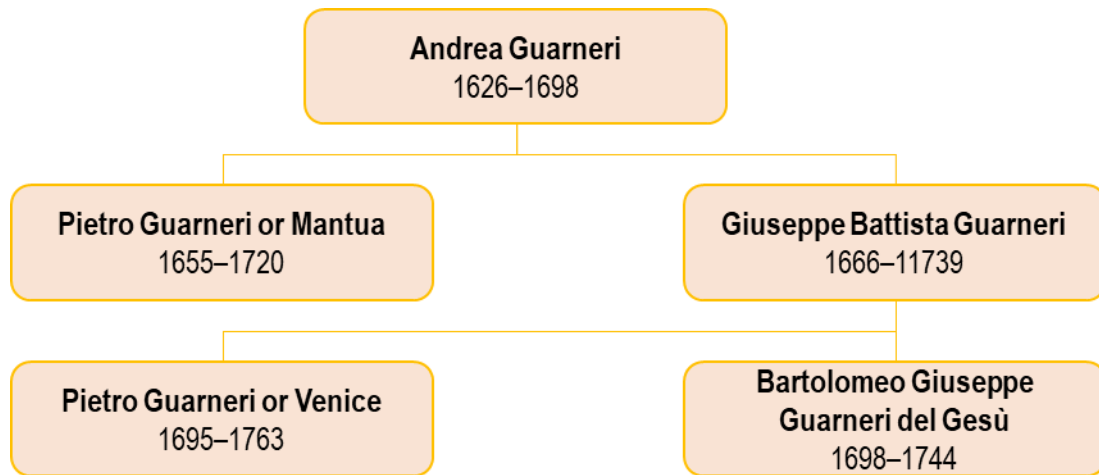 Andrea Guarneri
1626–1698
Pietro Guarneri or Mantua
1655–1720
Giuseppe Battista Guarneri
1666–11739
Pietro Guarneri or Venice
1695–1763
Bartolomeo Giuseppe
Guarneri del Gesù
1698–1744